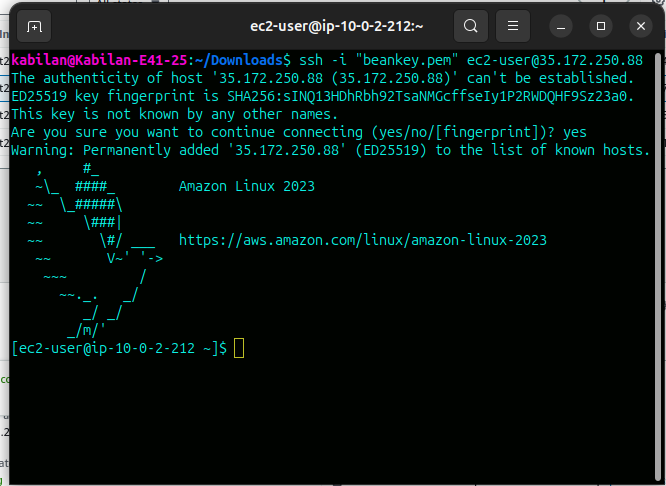 ec2-user@ip-10-0-2-212:~
kabilan@Kabilan-E41-25:~/Downloads$ ssh -i "beankey.pem" ec2-user@35.172.250.88
The authenticity of host '35.172.250.88 (35.172.250.88)' can't be established.
ED25519 key fingerprint is SHA256:sINQ13HDhRbh92TsaNMGcffseIy1P2RWDQHF9Sz23a0.
This key is not known by any other names.
Are you sure you want to continue connecting (yes/no/[fingerprint])? yes
Warning: Permanently added '35.172.250.88' (ED25519) to the list of known hosts.
   ,     #_
   ~\_  ####_        Amazon Linux 2023
  ~~  \_#####\
  ~~     \###|
  ~~       \#/ ___   https://aws.amazon.com/linux/amazon-linux-2023
   ~~       V~' '->
    ~~~         /
      ~~._.   _/
         _/ _/
       _/m/'
[ec2-user@ip-10-0-2-212 ~]$